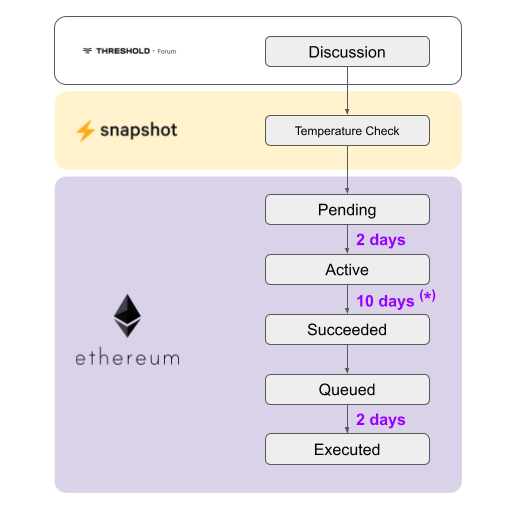 THRESHOLD • Forum
Discussion
snapshot
Temperature Check
Pending
2 days
Active
10 days (*)
Succeeded
ethereum
Queued
2 days
Executed